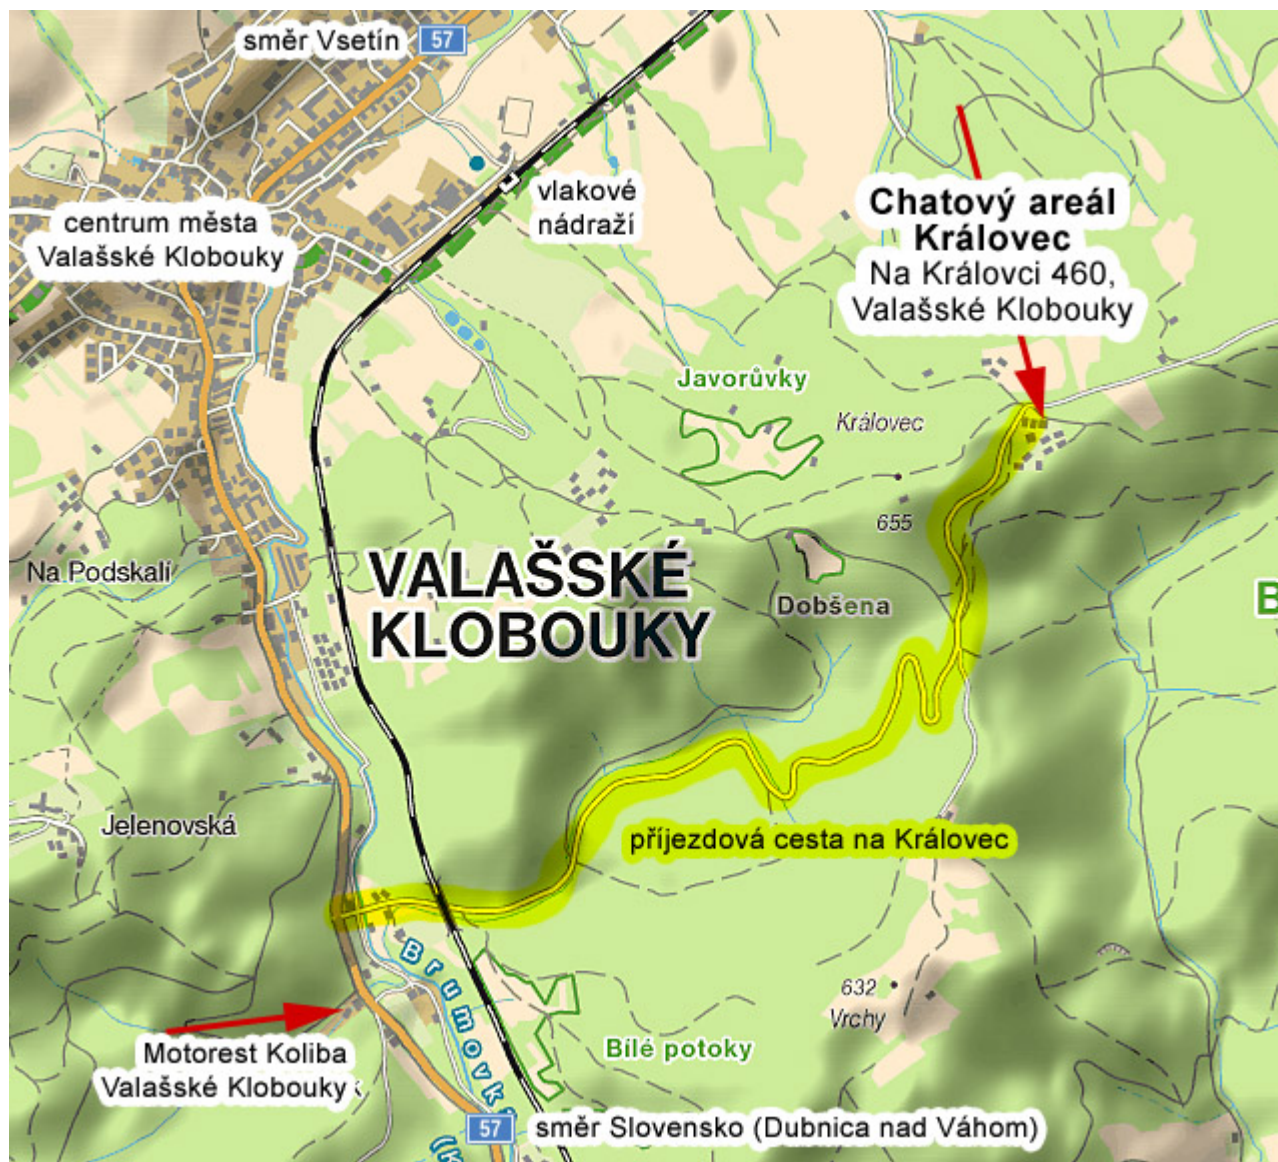 směr Vsetín 57
vlakové
nádraží
centrum města
Valašské Klobouky
Chatový areál
Královec
Na Královci 460,
Valašské Klobouky
Javorůvky
Královec
655
Na Podskalí
VALAŠSKÉ
KLOBOUKY
Dobšena
B
Jelenovská
příjezdová cesta na Královec
632
Vrchy
Motorest Koliba
Valašské Klobouky
Bílé potoky
57 směr Slovensko (Dubnica nad Váhom)